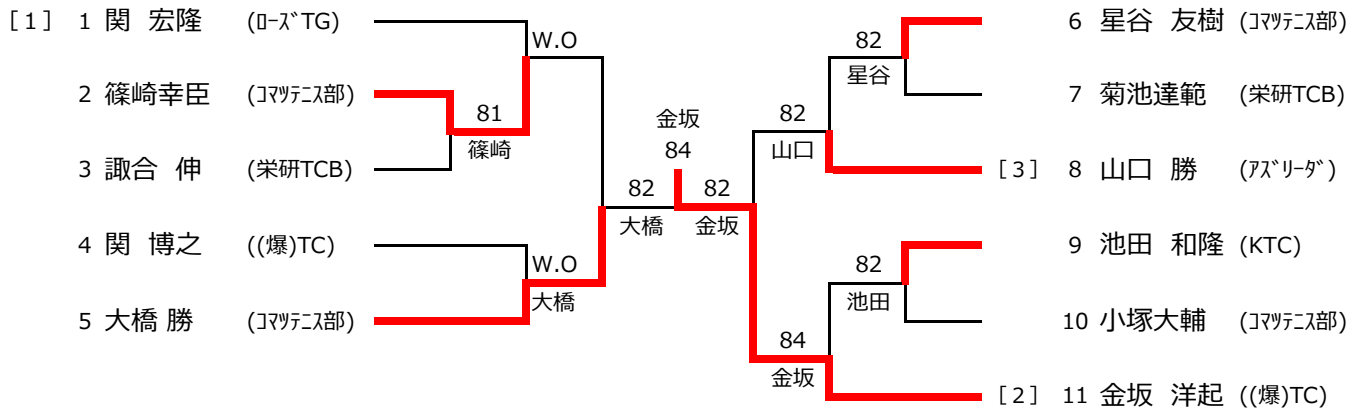 [1] 1 関 宏隆 (ﾛｰｽﾞTG)
W.O
2 篠崎幸臣 (ｺﾏﾂﾃﾆｽ部)
81
篠崎
3 諏合 伸 (栄研TCB)
82
大橋
4 関 博之 ((爆)TC)
W.O
大橋
5 大橋 勝 (ｺﾏﾂﾃﾆｽ部)
金坂
84
6 星谷 友樹 (ｺﾏﾂﾃﾆｽ部)
82
星谷
7 菊池達範 (栄研TCB)
82
山口
[3] 8 山口 勝 (ｱｽﾞﾘｰﾀﾞ)
82
金坂
9 池田 和隆 (KTC)
82
池田
10 小塚大輔 (ｺﾏﾂﾃﾆｽ部)
84
金坂
[2] 11 金坂 洋起 ((爆)TC)